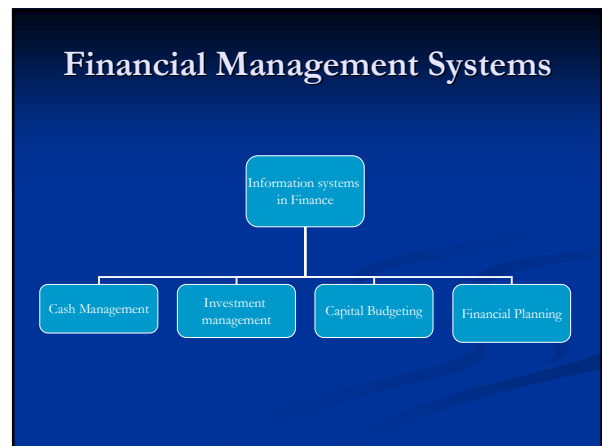 Financial Management Systems
Information systems
in Finance
Cash Management
Investment
management
Capital Budgeting
Financial Planning